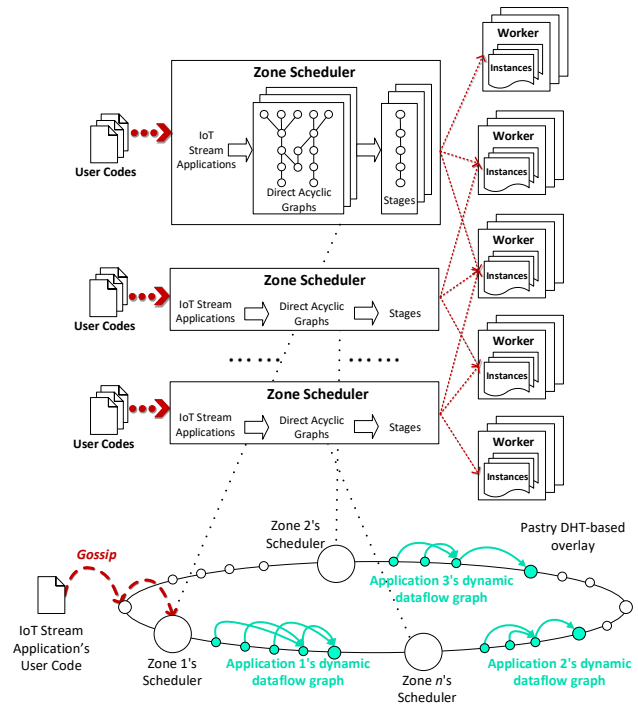 Worker
Instances
Zone Scheduler
IoT
Stream
Applications
Direct Acyclic
Graphs
Stages
User Codes
Worker
Instances
Worker
Instances
Zone Scheduler
IoT Stream
Applications
Direct Acyclic
Graphs
Stages
User Codes
Worker
Instances
Zone Scheduler
IoT Stream
Applications
Direct Acyclic
Graphs
Stages
User Codes
Worker
Instances
Zone 2's
Scheduler
Pastry DHT-based
overlay
Gossip
Application 3's dynamic
dataflow graph
IoT Stream
Application's
User Code
Zone 1's
Scheduler
Application 1's dynamic
dataflow graph
Zone n's
Scheduler
Application 2's dynamic
dataflow graph